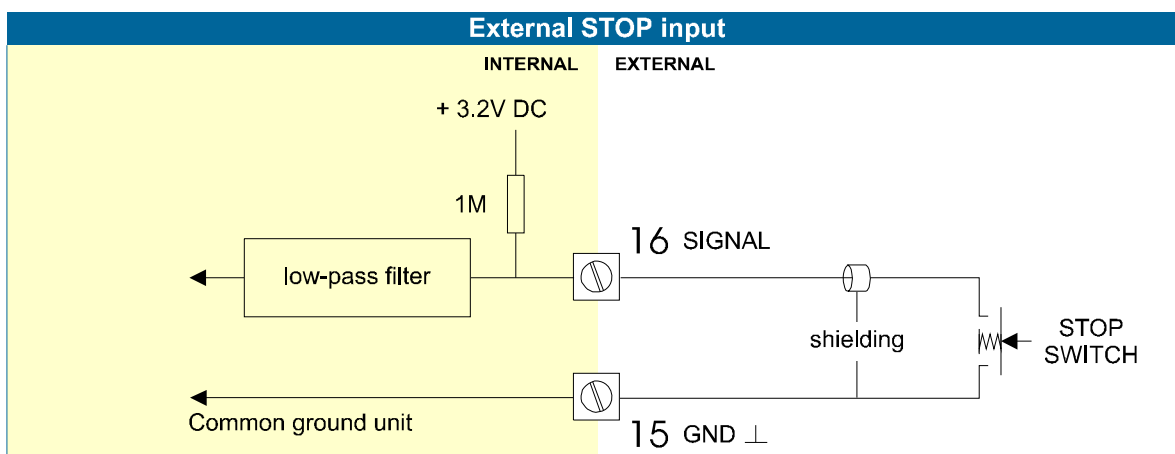 External STOP input
INTERNAL EXTERNAL
+ 3.2V DC
1M
16 SIGNAL
low-pass filter
shielding
STOP
SWITCH
Common ground unit
15 GND ⊥